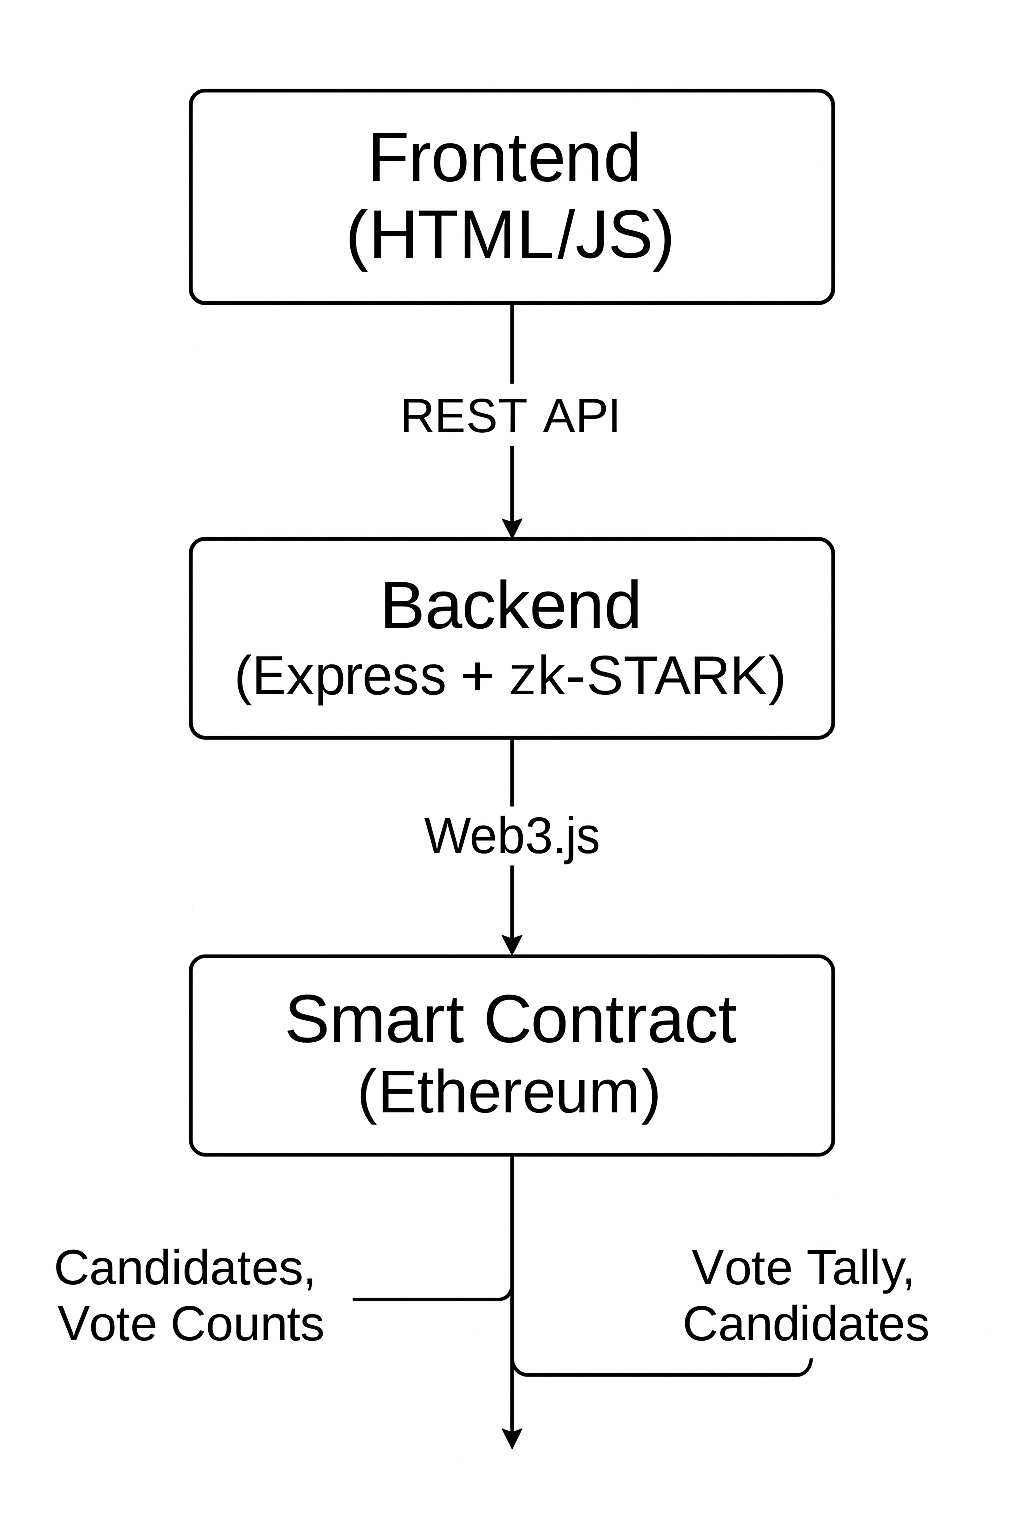 Frontend
(HTML/JS)
REST API
Backend
(Express + zk-STARK)
Web3.js
Smart Contract
(Ethereum)
Candidates,
Vote Counts
Vote Tally,
Candidates